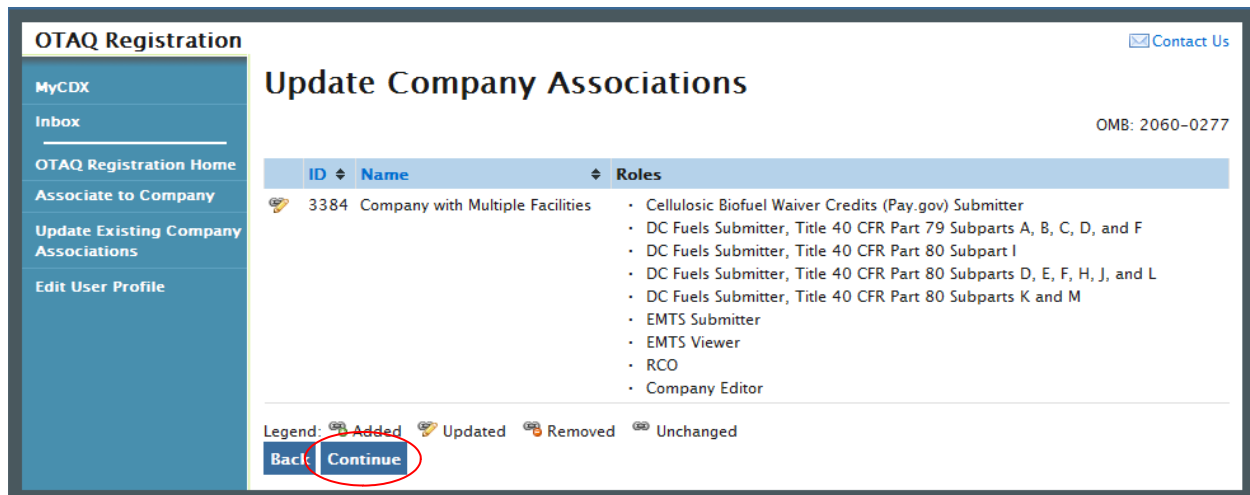 OTAQ Registration
Contact Us
MyCDX
Inbox
OTAQ Registration Home
Associate to Company
Update Existing Company
Associations
Edit User Profile
Update Company Associations
OMB: 2060-0277
ID Name Roles
3384 Company with Multiple Facilities
· Cellulosic Biofuel Waiver Credits (Pay.gov) Submitter
· DC Fuels Submitter, Title 40 CFR Part 79 Subparts A, B, C, D, and F
· DC Fuels Submitter, Title 40 CFR Part 80 Subpart I
· DC Fuels Submitter, Title 40 CFR Part 80 Subparts D, E, F, H, J, and L
· DC Fuels Submitter, Title 40 CFR Part 80 Subparts K and M
· EMTS Submitter
· EMTS Viewer
· RCO
· Company Editor
Legend: Added Updated Removed Unchanged
Back Continue